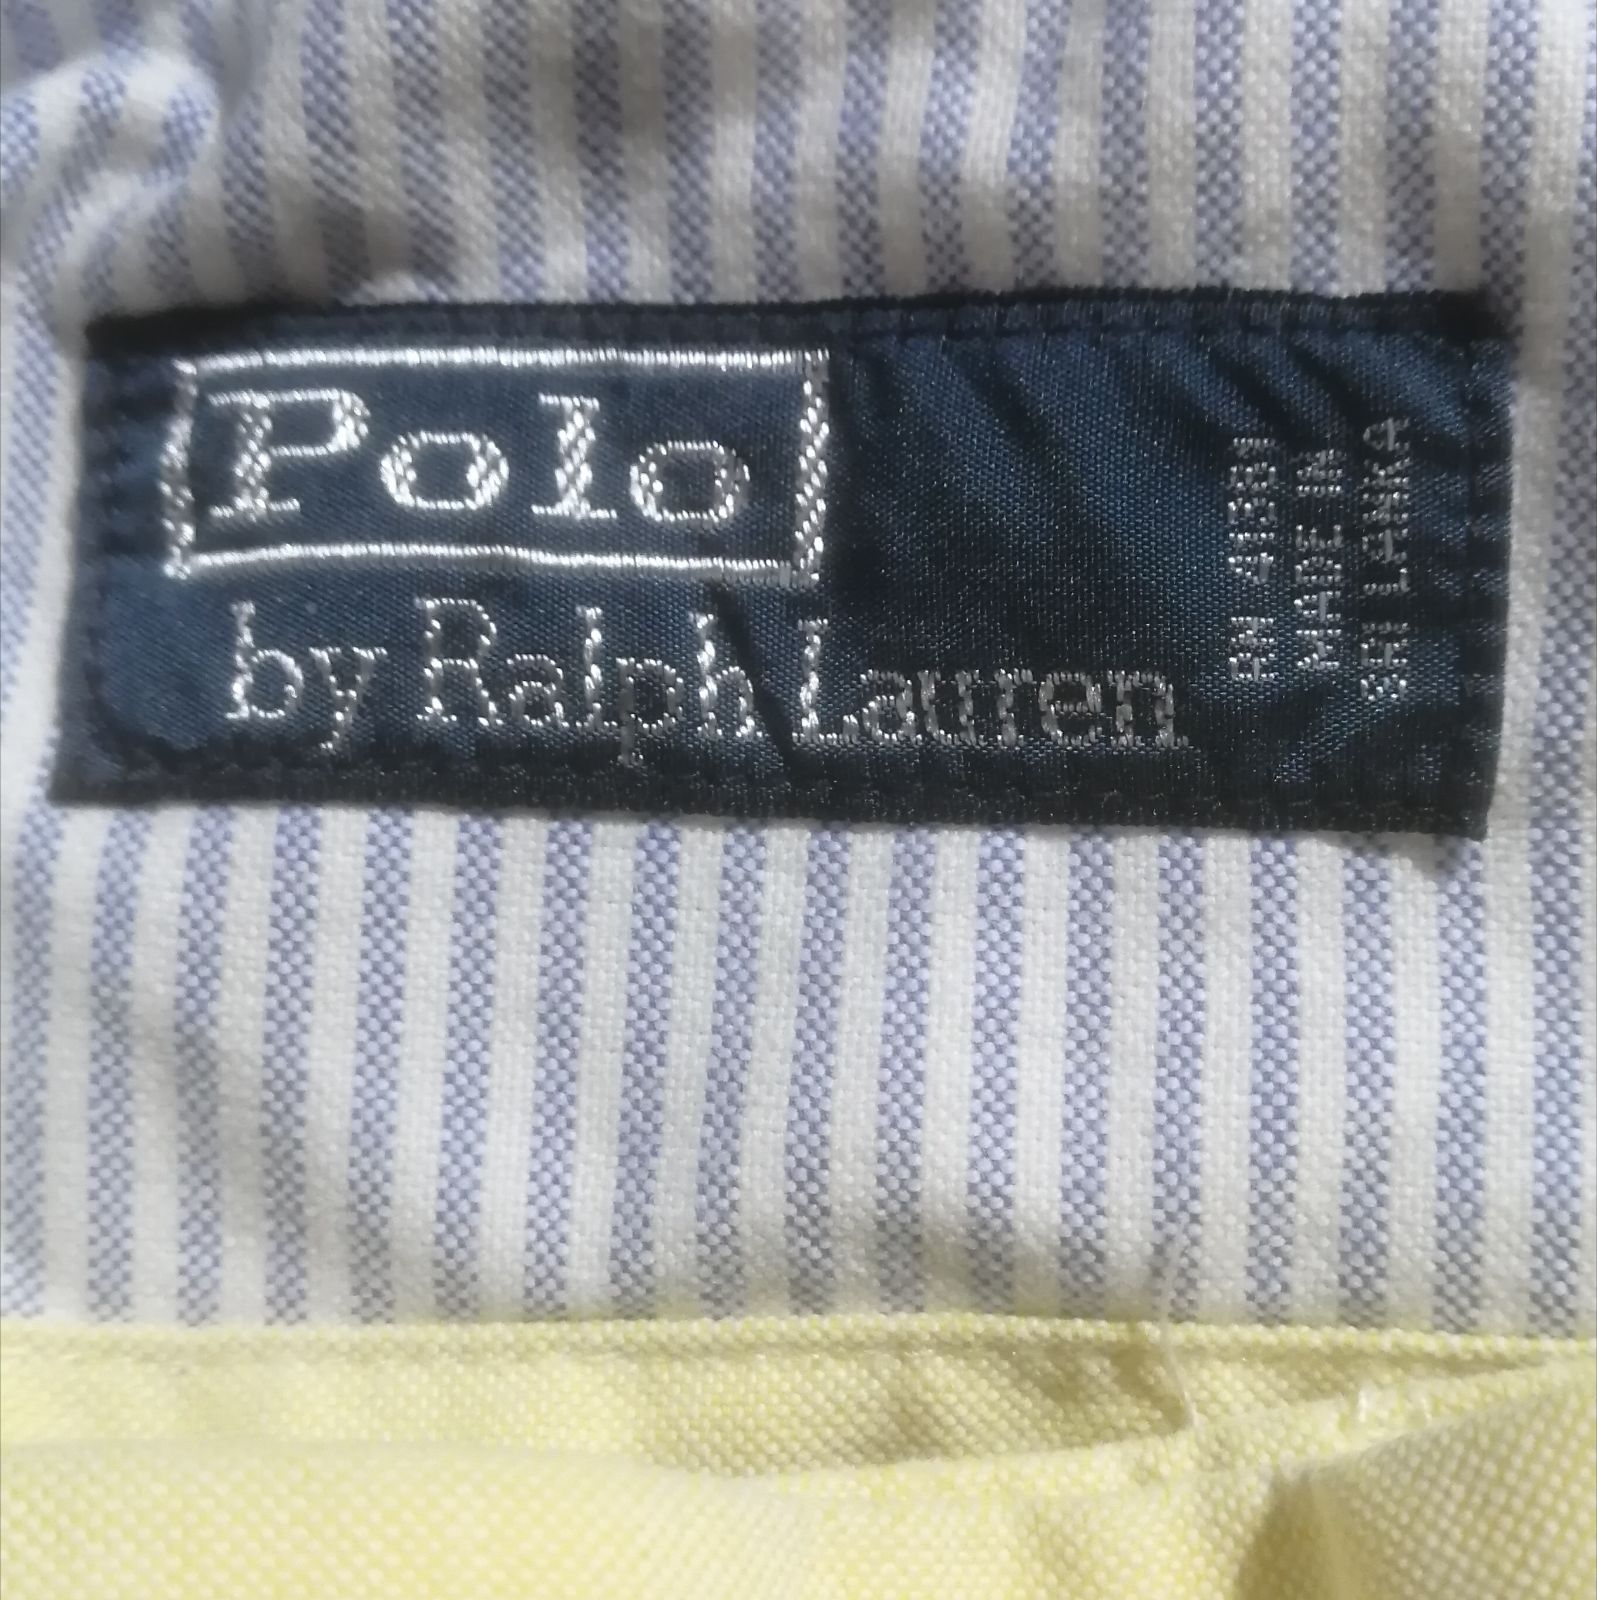 Polo
by Ralph Lauren
RN 41381
MADE IN
SRI LANKA